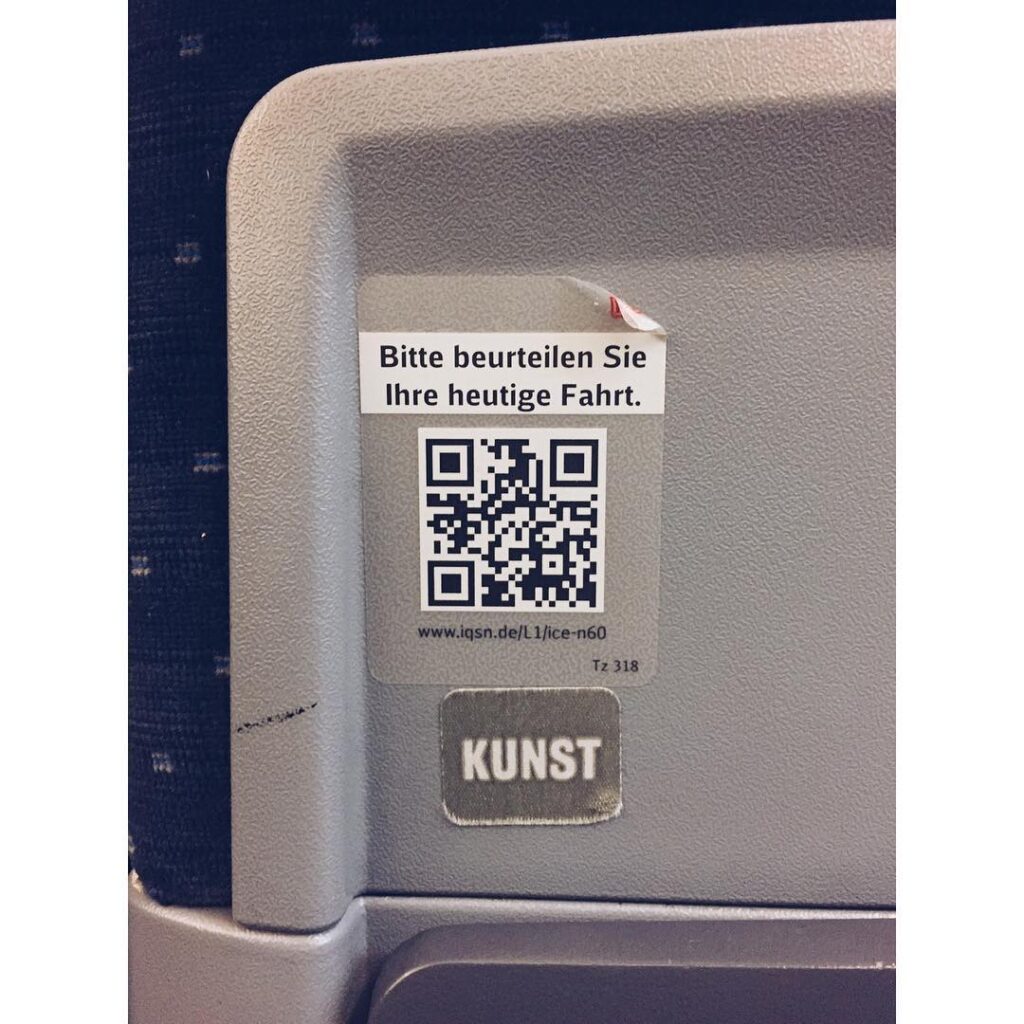 Bitte beurteilen Sie
Ihre heutige Fahrt.
www.iqsn.de/L1/ice-n60
Tz 318
KUNST